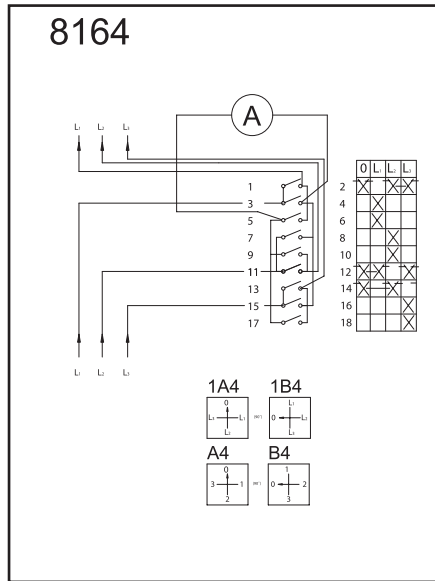 8164
A
L₁ L₂ L₃
0 L₁ L₂ L₃
1 2
3 4
5 6
7 8
9 10
11 12
13 14
15 16
17 18
L₁ L₂ L₃
1A4 1B4
0 L₁
L₃ L₁ 0 L₂
L₂ L₃
A4 B4
0 1
3 1 0 2
2 3